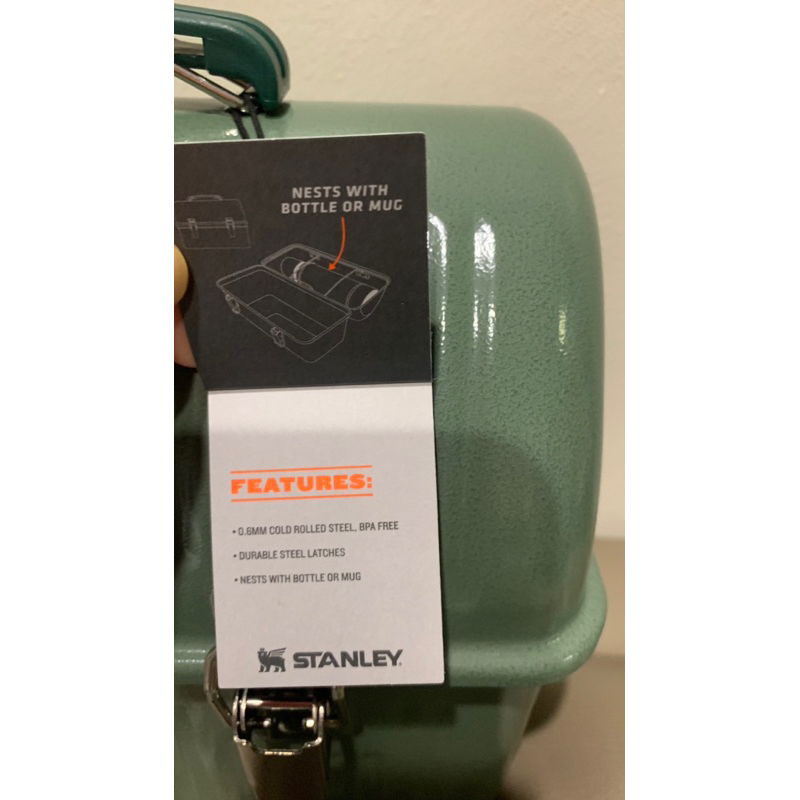 NESTS WITH
BOTTLE OR MUG
FEATURES:
• 0.6MM COLD ROLLED STEEL, BPA FREE
• DURABLE STEEL LATCHES
• NESTS WITH BOTTLE OR MUG
STANLEY